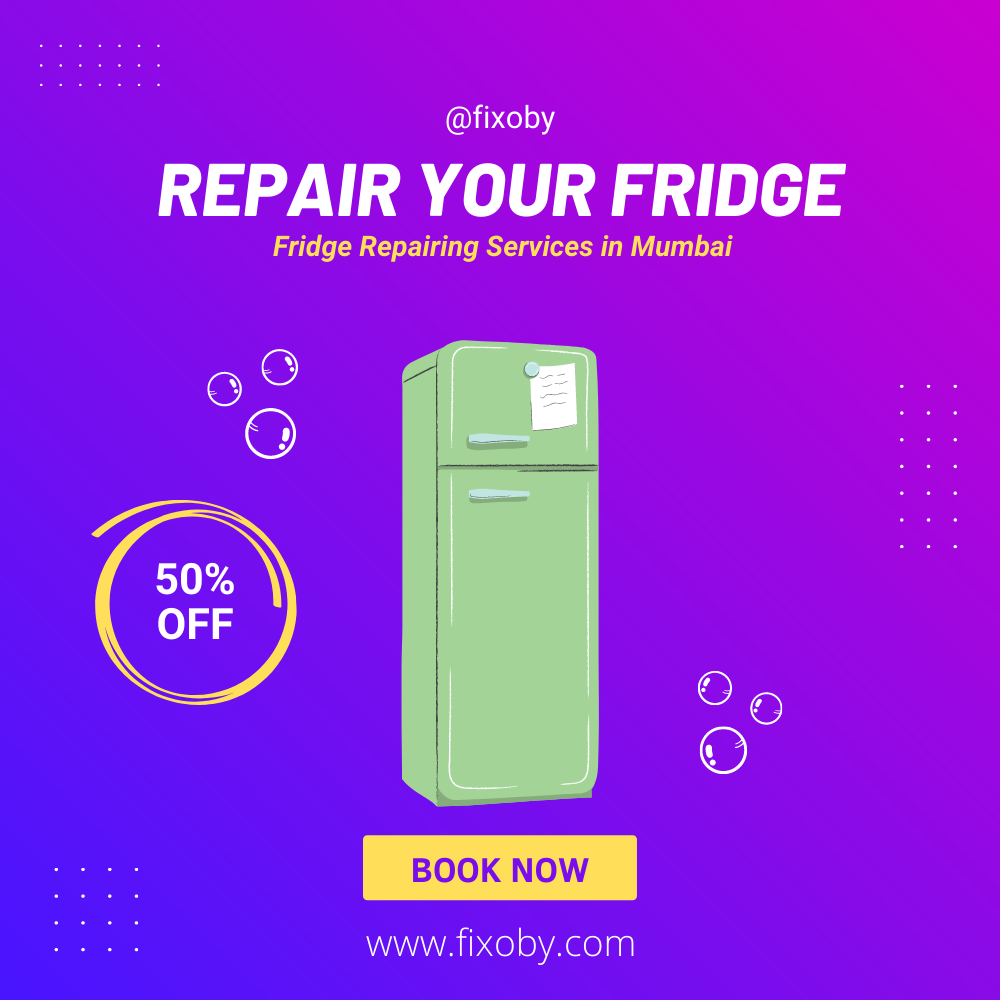 @fixoby
REPAIR YOUR FRIDGE
Fridge Repairing Services in Mumbai
50%
OFF
BOOK NOW
www.fixoby.com